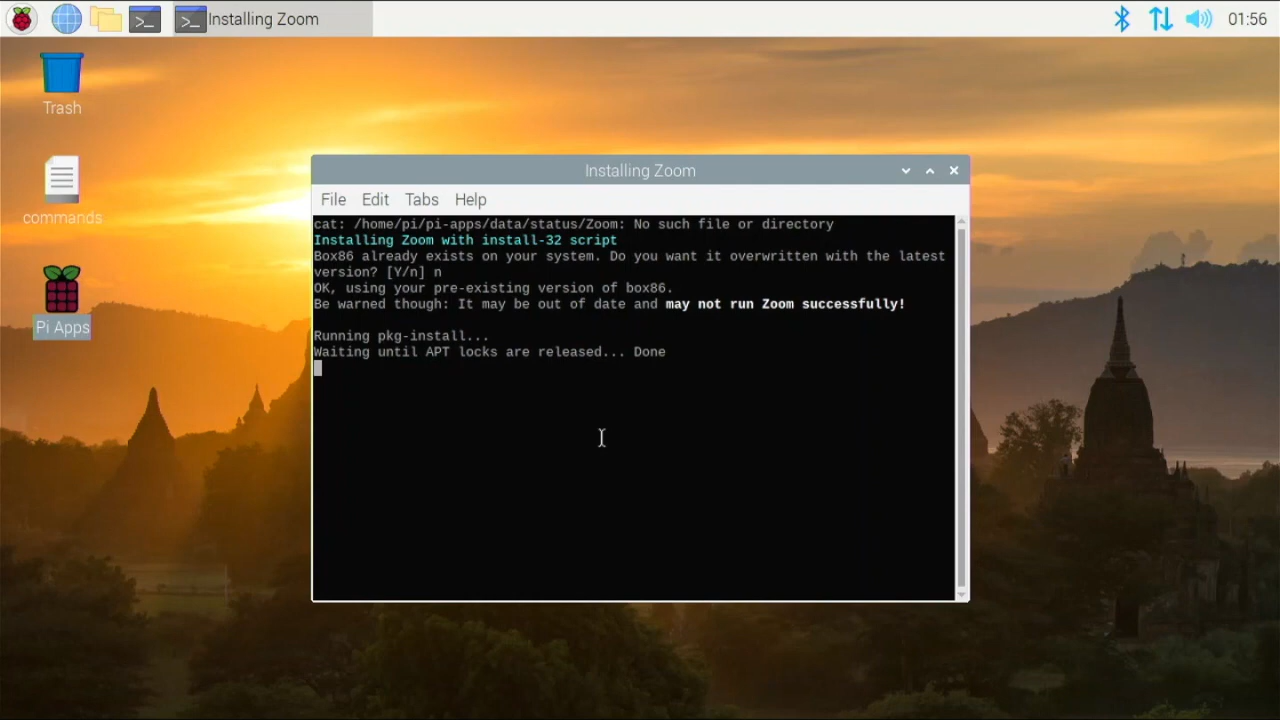 Installing Zoom
01:56
Trash
commands
Pi Apps
Installing Zoom
File Edit Tabs Help
cat: /home/pi/pi-apps/data/status/Zoom: No such file or directory
Installing Zoom with install-32 script
Box86 already exists on your system. Do you want it overwritten with the latest
version? [Y/n] n
OK, using your pre-existing version of box86.
Be warned though: It may be out of date and may not run Zoom successfully!
Running pkg-install...
Waiting until APT locks are released... Done